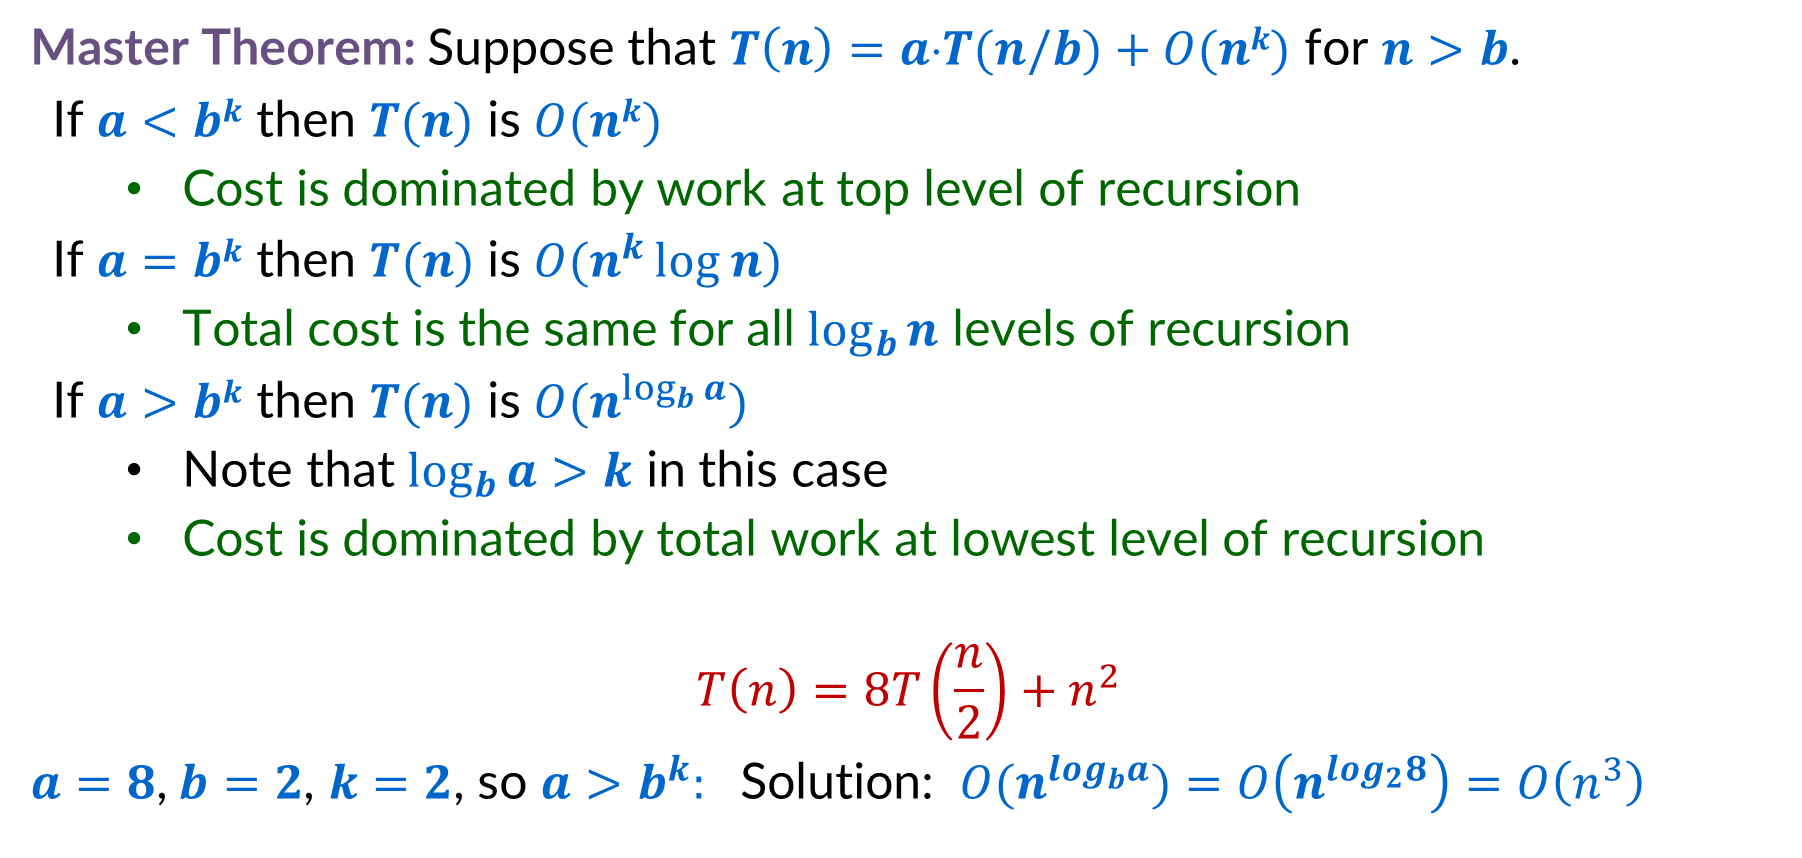 Master Theorem: Suppose that T(n) = a·T(n/b) + O(n^k) for n > b.
If a < b^k then T(n) is O(n^k)
• Cost is dominated by work at top level of recursion
If a = b^k then T(n) is O(n^k log n)
• Total cost is the same for all log_b n levels of recursion
If a > b^k then T(n) is O(n^{log_b a})
• Note that log_b a > k in this case
• Cost is dominated by total work at lowest level of recursion
T(n) = 8T(n/2) + n^2
a = 8, b = 2, k = 2, so a > b^k: Solution: O(n^{log_b a}) = O(n^{log_2 8}) = O(n^3)